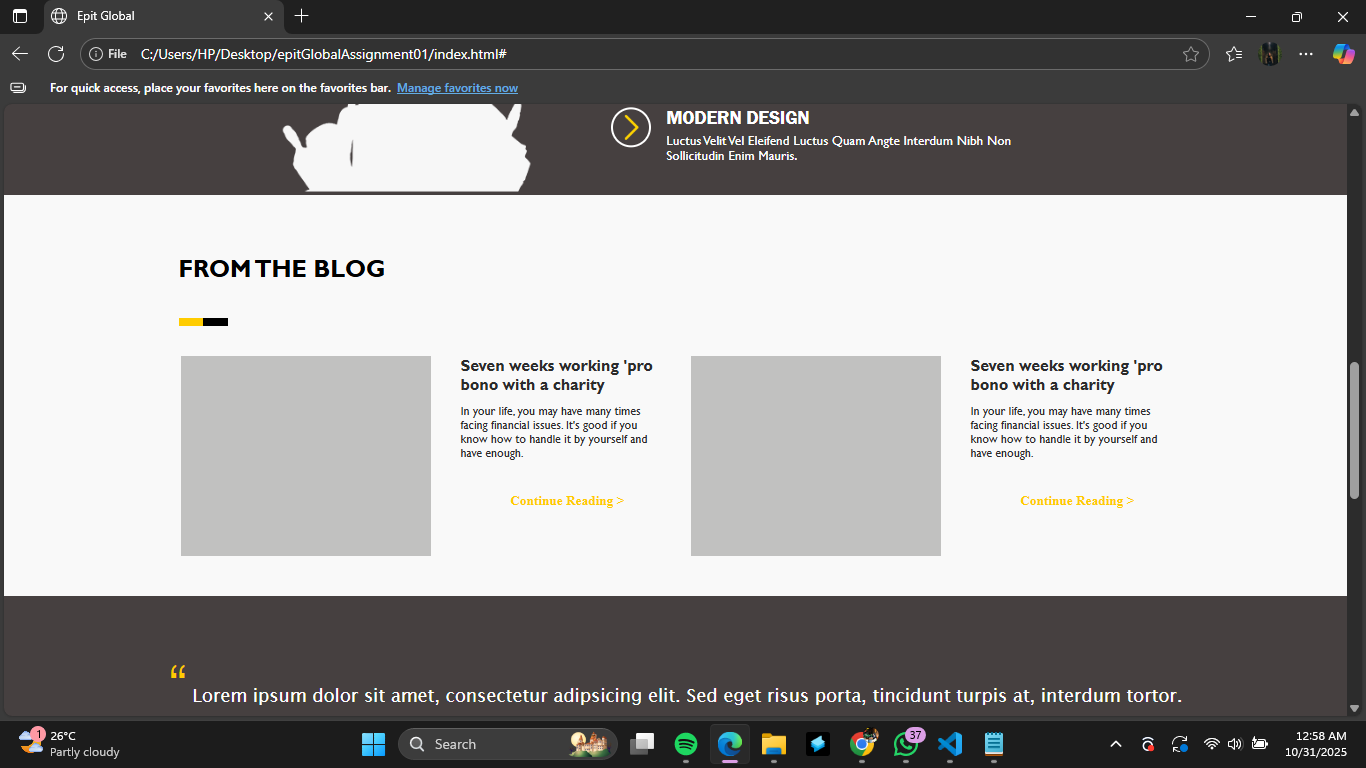 Epit Global
File
C:/Users/HP/Desktop/epitGlobalAssignment01/index.html#
For quick access, place your favorites here on the favorites bar. Manage favorites now
MODERN DESIGN
Luctus Velit Vel Eleifend Luctus Quam Angte Interdum Nibh Non
Sollicitudin Enim Mauris.
FROM THE BLOG
Seven weeks working 'pro
bono with a charity
In your life, you may have many times
facing financial issues. It's good if you
know how to handle it by yourself and
have enough.
Continue Reading >
Seven weeks working 'pro
bono with a charity
In your life, you may have many times
facing financial issues. It's good if you
know how to handle it by yourself and
have enough.
Continue Reading >
“
Lorem ipsum dolor sit amet, consectetur adipsicing elit. Sed eget risus porta, tincidunt turpis at, interdum tortor.
1
26°C
Partly cloudy
Search
37
12:58 AM
10/31/2025